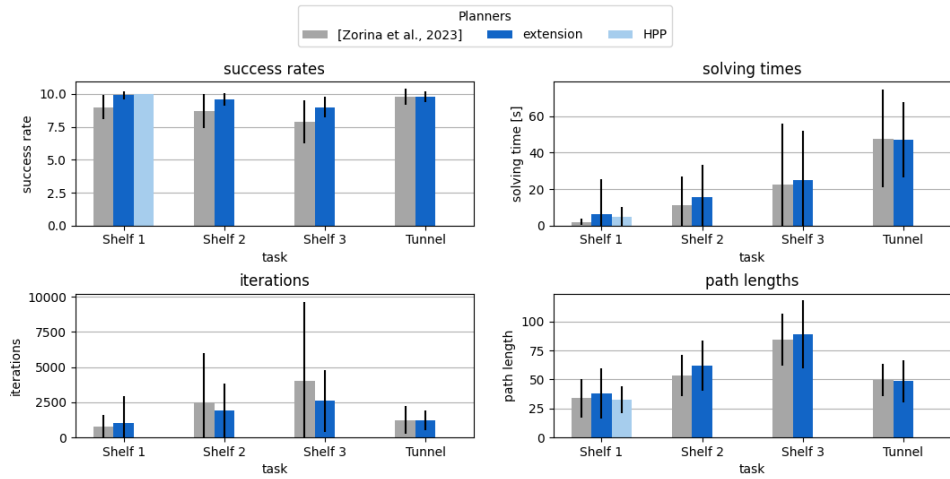 Planners
[Zorina et al., 2023] extension HPP
success rates
success rate
10.0
7.5
5.0
2.5
0.0
Shelf 1 Shelf 2 Shelf 3 Tunnel
task
solving times
solving time [s]
60
40
20
0
Shelf 1 Shelf 2 Shelf 3 Tunnel
task
iterations
iterations
10000
7500
5000
2500
0
Shelf 1 Shelf 2 Shelf 3 Tunnel
task
path lengths
path length
100
75
50
25
0
Shelf 1 Shelf 2 Shelf 3 Tunnel
task